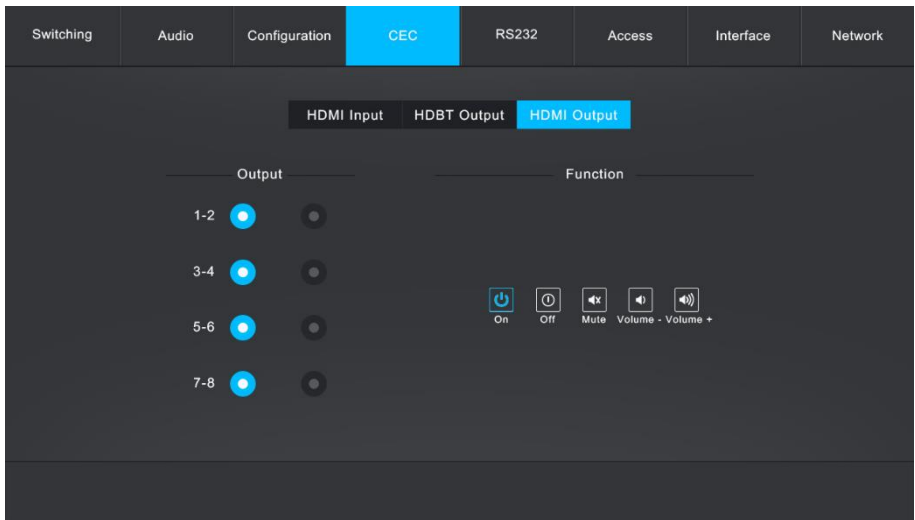 Switching Audio Configuration CEC RS232 Access Interface Network
HDMI Input HDBT Output HDMI Output
Output Function
1-2
3-4
On Off Mute Volume - Volume +
5-6
7-8